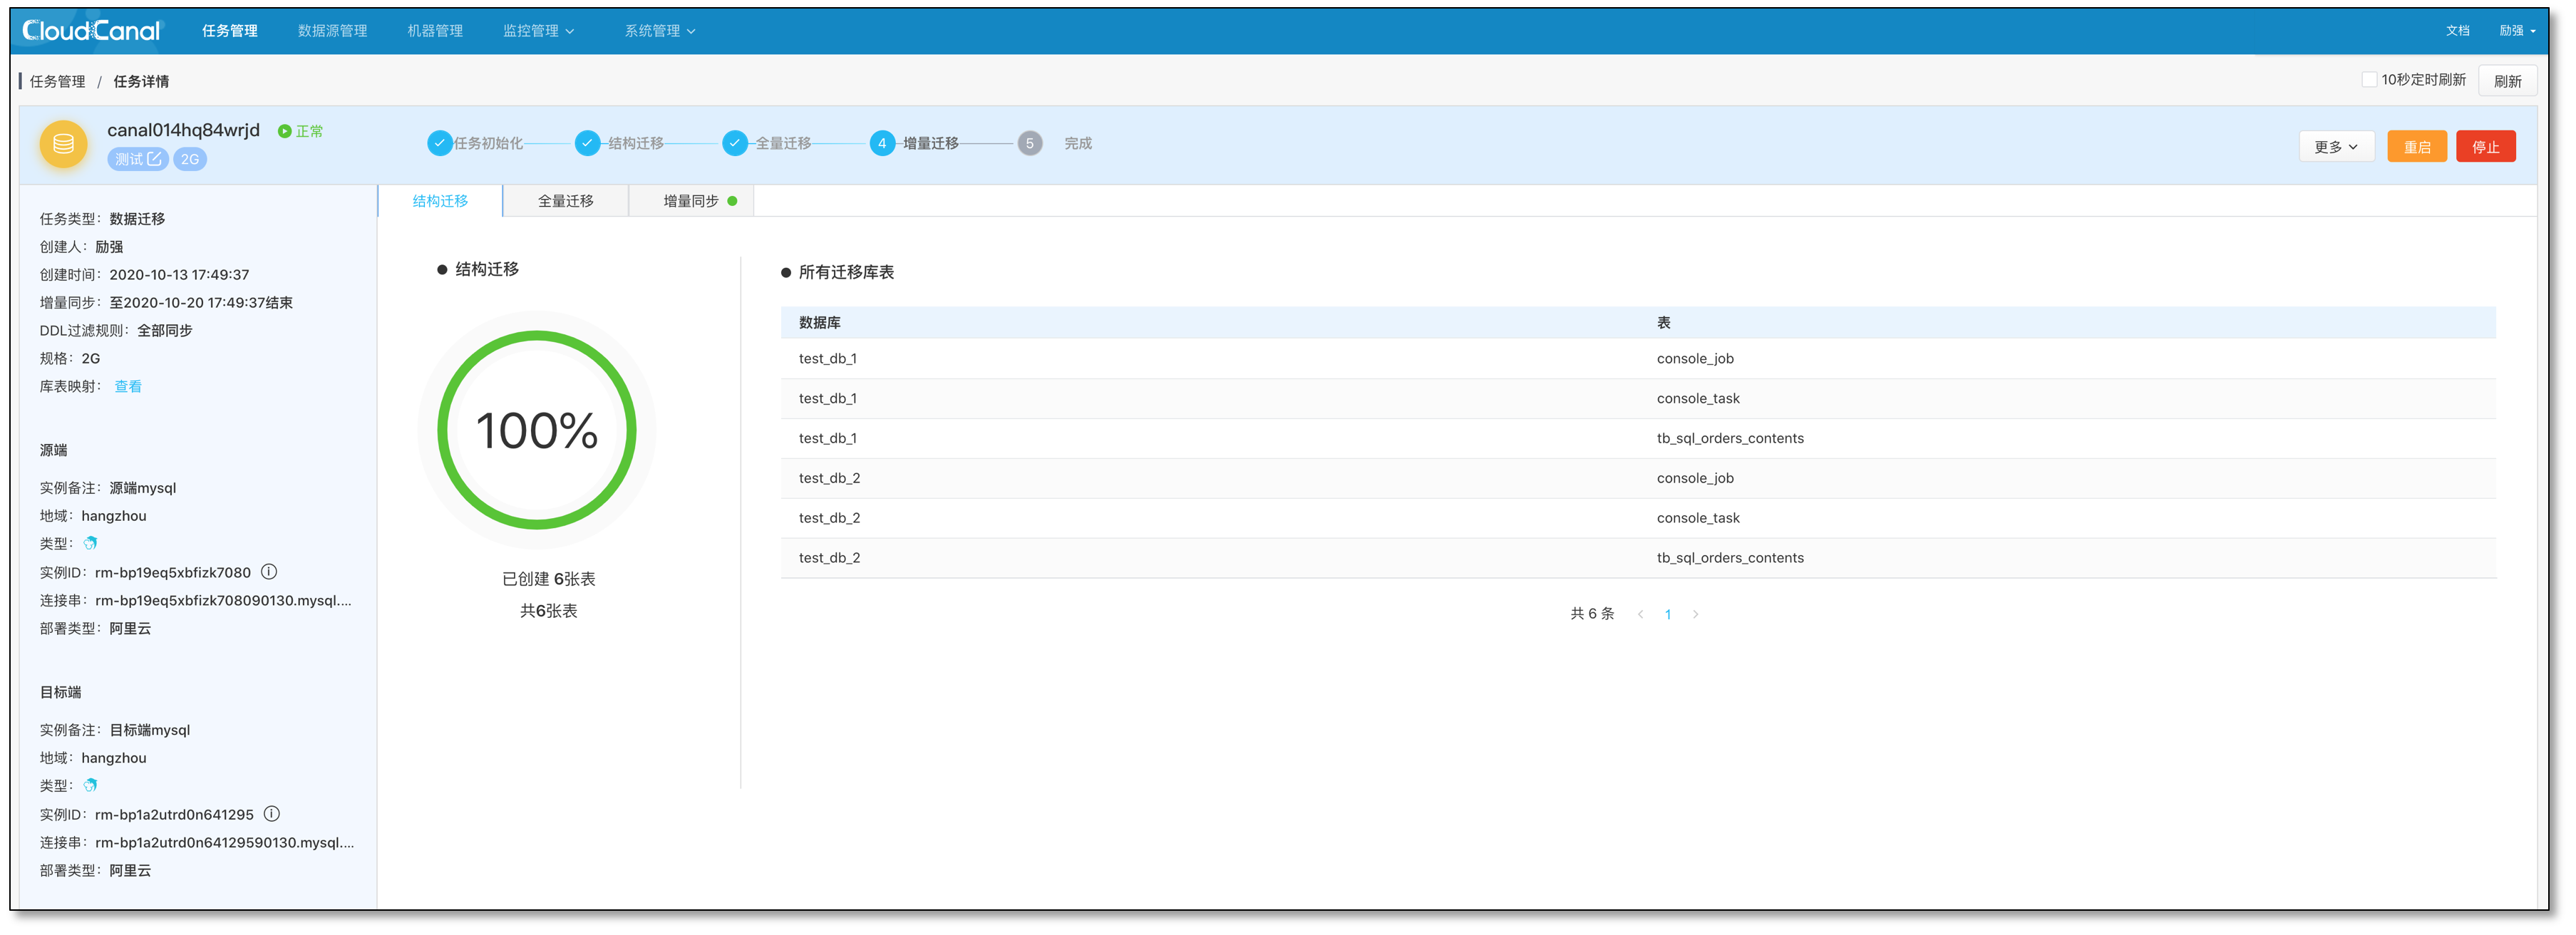 CloudCanal 任务管理 数据源管理 机器管理 监控管理 系统管理 文档 励强
任务管理 / 任务详情 10秒定时刷新 刷新
canal014hq84wrjd 正常
测试 2G
任务初始化 结构迁移 全量迁移 4 增量迁移 5 完成
更多 重启 停止
任务类型：数据迁移
创建人：励强
创建时间：2020-10-13 17:49:37
增量同步：至2020-10-20 17:49:37结束
DDL过滤规则：全部同步
规格：2G
库表映射： 查看
源端
实例备注：源端mysql
地域：hangzhou
类型：
实例ID：rm-bp19eq5xbfizk7080
连接串：rm-bp19eq5xbfizk708090130.mysql....
部署类型：阿里云
目标端
实例备注：目标端mysql
地域：hangzhou
类型：
实例ID：rm-bp1a2utrd0n641295
连接串：rm-bp1a2utrd0n64129590130.mysql....
部署类型：阿里云
结构迁移 全量迁移 增量同步
结构迁移
100%
已创建 6张表
共6张表
所有迁移库表
数据库 表
test_db_1 console_job
test_db_1 console_task
test_db_1 tb_sql_orders_contents
test_db_2 console_job
test_db_2 console_task
test_db_2 tb_sql_orders_contents
共 6 条 < 1 >